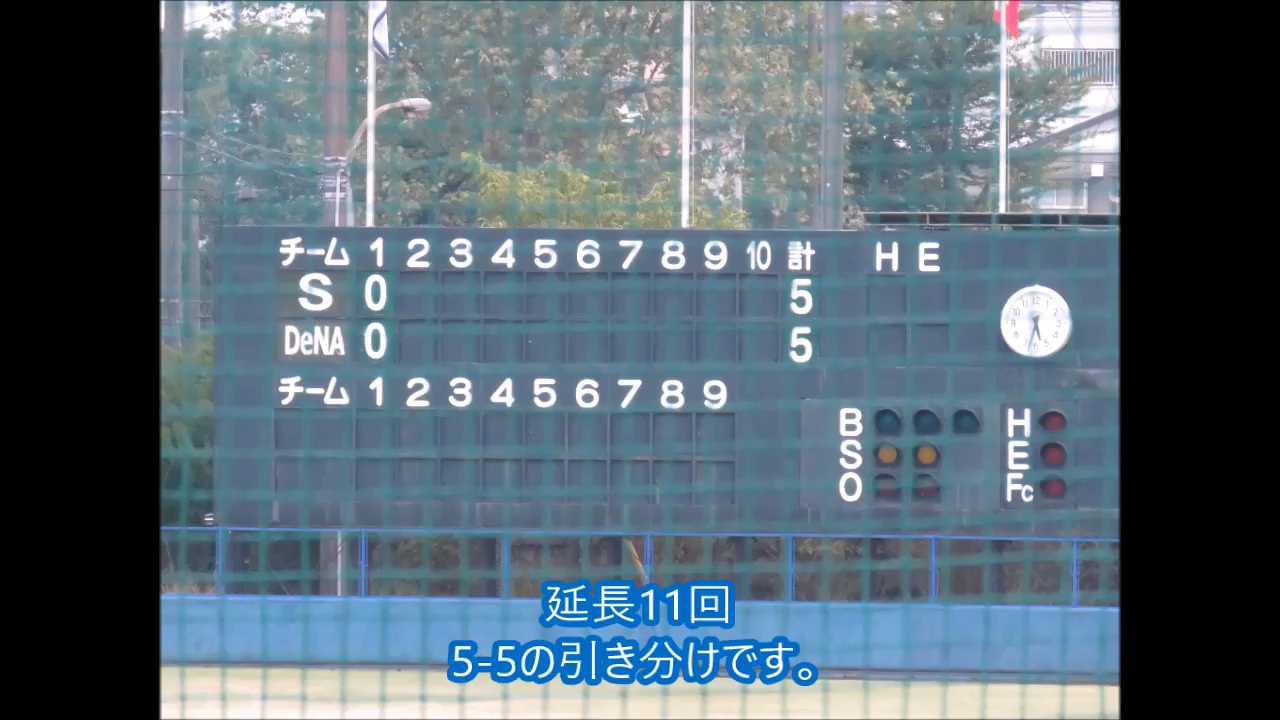 チーム 1 2 3 4 5 6 7 8 9 10 計 H E
S 0 5
DeNA 0 5
チーム 1 2 3 4 5 6 7 8 9
B
S
O
H
E
Fc
延長11回
5-5の引き分けです。